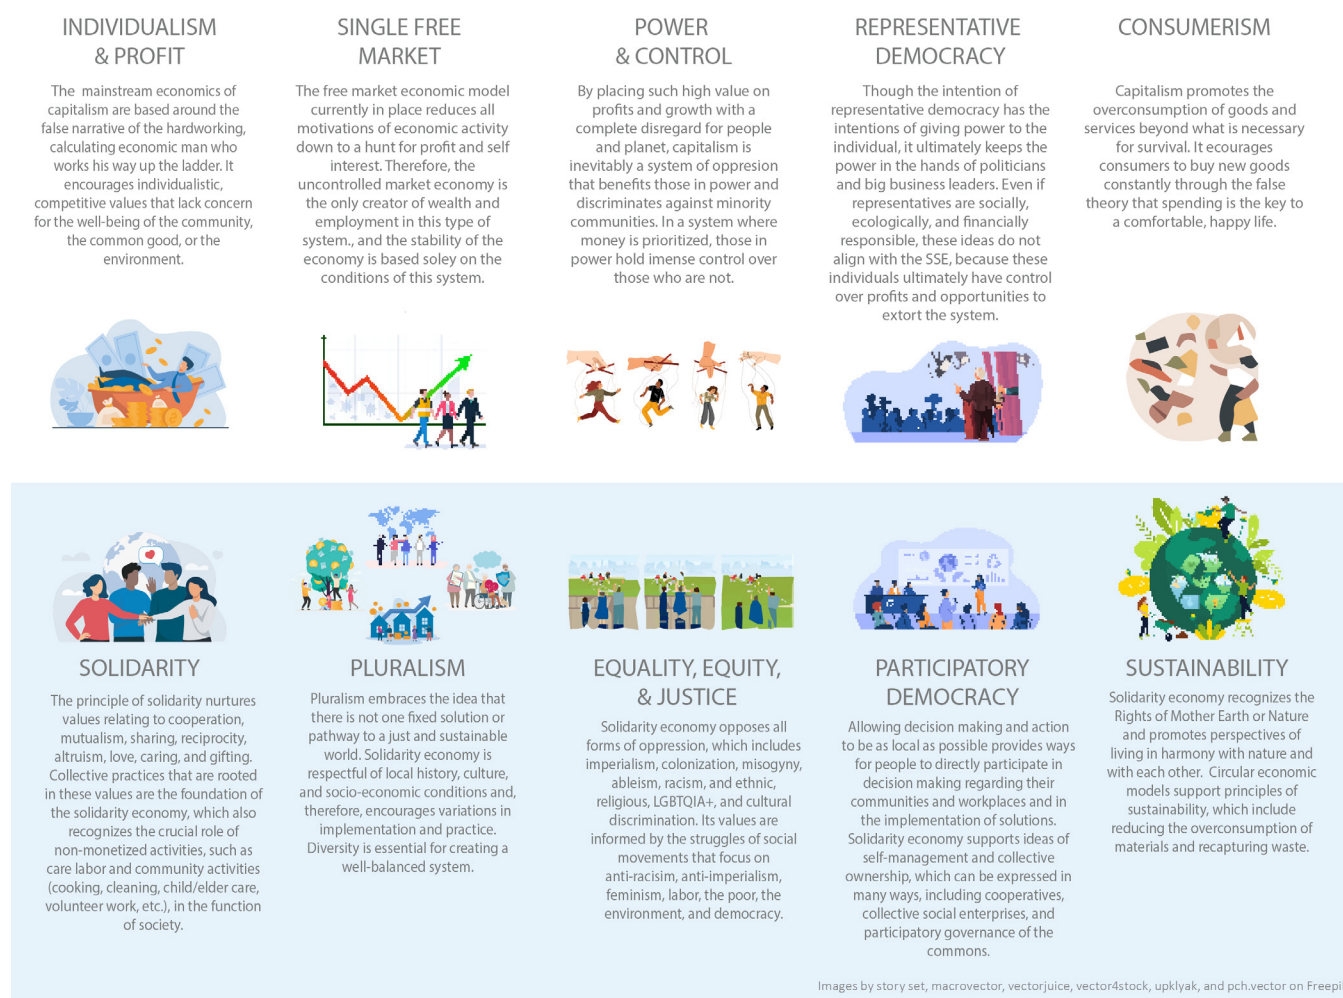 INDIVIDUALISM
& PROFIT
The mainstream economics of
capitalism are based around the
false narrative of the hardworking,
calculating economic man who
works his way up the ladder. It
encourages individualistic,
competitive values that lack concern
for the well-being of the community,
the common good, or the
environment.
SINGLE FREE
MARKET
The free market economic model
currently in place reduces all
motivations of economic activity
down to a hunt for profit and self
interest. Therefore, the
uncontrolled market economy is
the only creator of wealth and
employment in this type of
system., and the stability of the
economy is based soley on the
conditions of this system.
POWER
& CONTROL
By placing such high value on
profits and growth with a
complete disregard for people
and planet, capitalism is
inevitably a system of oppresion
that benefits those in power and
discriminates against minority
communities. In a system where
money is prioritized, those in
power hold imense control over
those who are not.
REPRESENTATIVE
DEMOCRACY
Though the intention of
representative democracy has the
intentions of giving power to the
individual, it ultimately keeps the
power in the hands of politicians
and big business leaders. Even if
representatives are socially,
ecologically, and financially
responsible, these ideas do not
align with the SSE, because these
individuals ultimately have control
over profits and opportunities to
extort the system.
CONSUMERISM
Capitalism promotes the
overconsumption of goods and
services beyond what is necessary
for survival. It ecourages
consumers to buy new goods
constantly through the false
theory that spending is the key to
a comfortable, happy life.
SOLIDARITY
The principle of solidarity nurtures
values relating to cooperation,
mutualism, sharing, reciprocity,
altruism, love, caring, and gifting.
Collective practices that are rooted
in these values are the foundation of
the solidarity economy, which also
recognizes the crucial role of
non-monetized activities, such as
care labor and community activities
(cooking, cleaning, child/elder care,
volunteer work, etc.), in the function
of society.
PLURALISM
Pluralism embraces the idea that
there is not one fixed solution or
pathway to a just and sustainable
world. Solidarity economy is
respectful of local history, culture,
and socio-economic conditions and,
therefore, encourages variations in
implementation and practice.
Diversity is essential for creating a
well-balanced system.
EQUALITY, EQUITY,
& JUSTICE
Solidarity economy opposes all
forms of oppression, which includes
imperialism, colonization, misogyny,
ableism, racism, and ethnic,
religious, LGBTQIA+, and cultural
discrimination. Its values are
informed by the struggles of social
movements that focus on
anti-racism, anti-imperialism,
feminism, labor, the poor, the
environment, and democracy.
PARTICIPATORY
DEMOCRACY
Allowing decision making and action
to be as local as possible provides ways
for people to directly participate in
decision making regarding their
communities and workplaces and in
the implementation of solutions.
Solidarity economy supports ideas of
self-management and collective
ownership, which can be expressed in
many ways, including cooperatives,
collective social enterprises, and
participatory governance of the
commons.
SUSTAINABILITY
Solidarity economy recognizes the
Rights of Mother Earth or Nature
and promotes perspectives of
living in harmony with nature and
with each other. Circular economic
models support principles of
sustainability, which include
reducing the overconsumption of
materials and recapturing waste.
Images by story set, macrovector, vectorjuice, vector4stock, upklyak, and pch.vector on Freepi